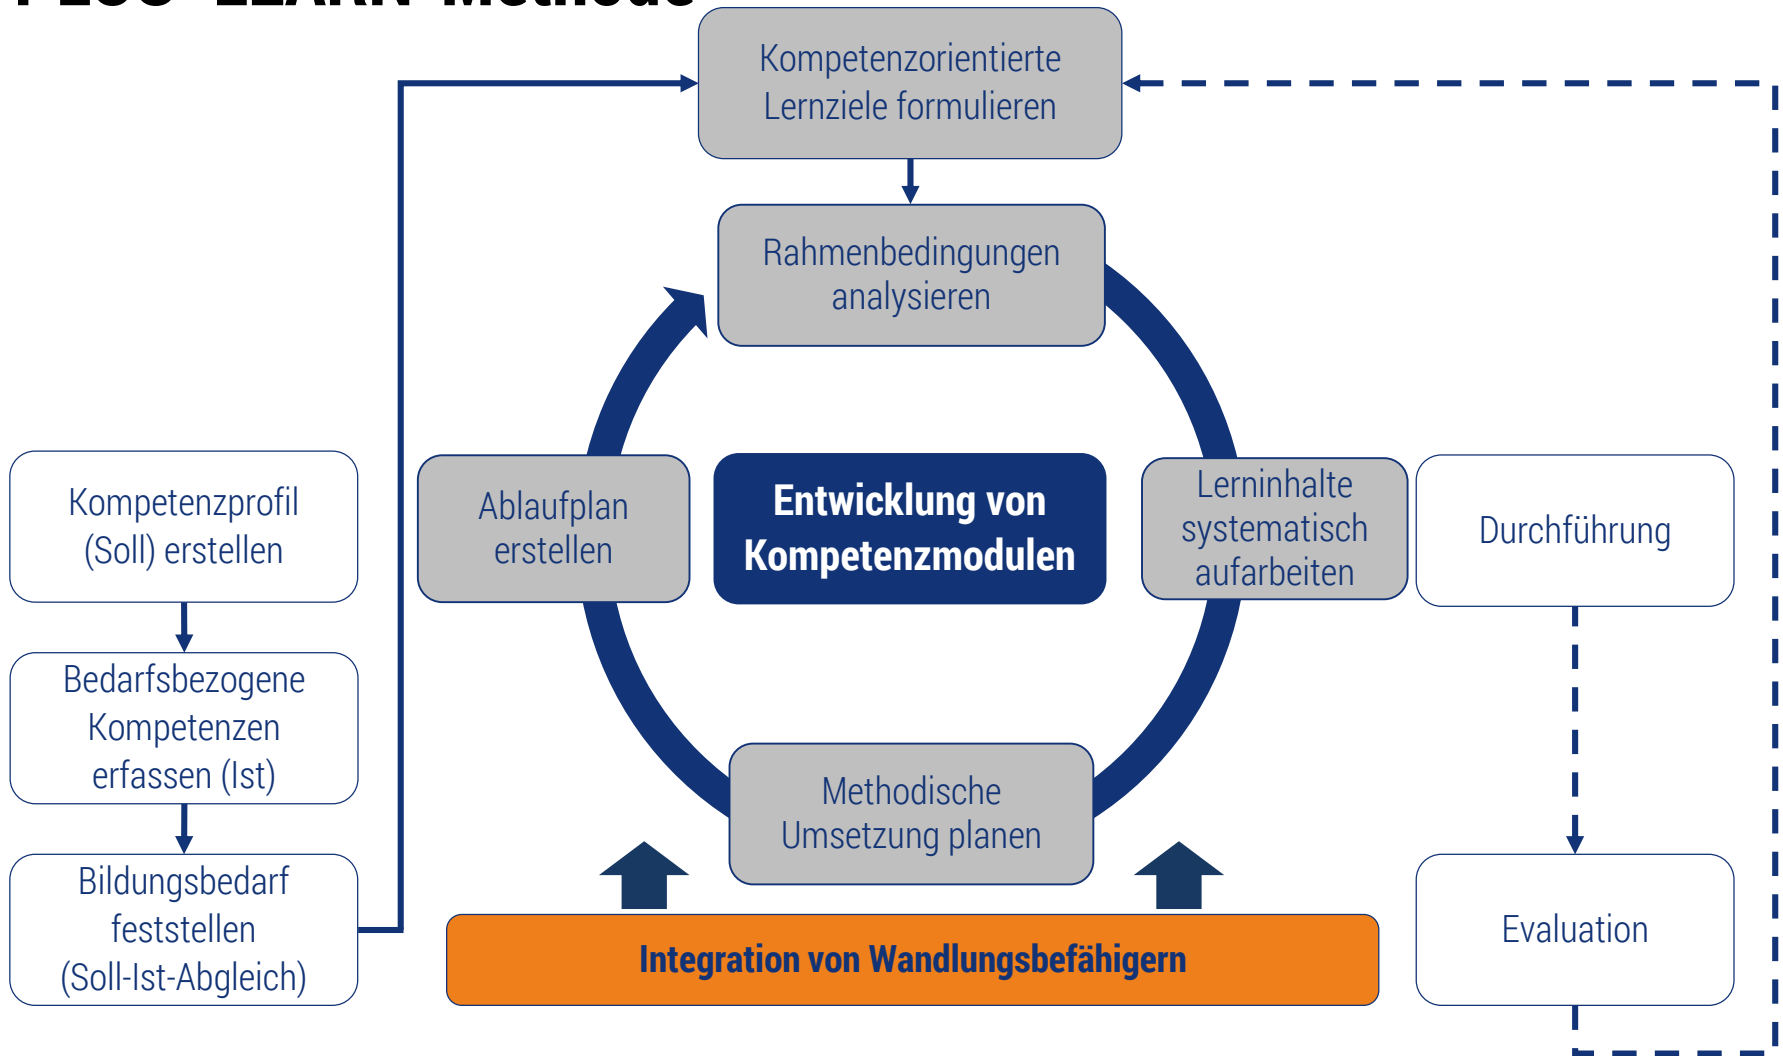 Kompetenzorientierte
Lernziele formulieren
Rahmenbedingungen
analysieren
Kompetenzprofil
(Soll) erstellen
Bedarfsbezogene
Kompetenzen
erfassen (Ist)
Bildungsbedarf
feststellen
(Soll-Ist-Abgleich)
Ablaufplan
erstellen
Entwicklung von
Kompetenzmodulen
Lerninhalte
systematisch
aufarbeiten
Methodische
Umsetzung planen
Integration von Wandlungsbefähigern
Durchführung
Evaluation